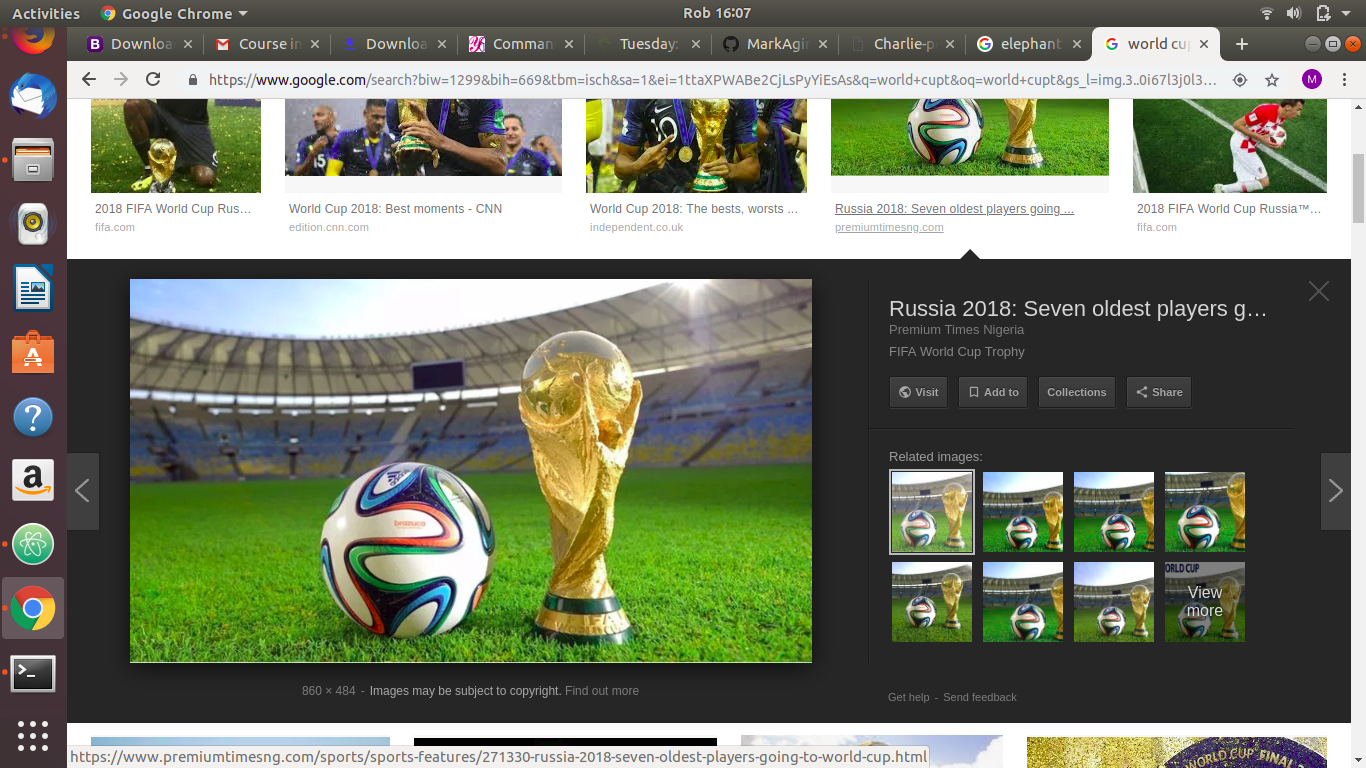 Activities
Google Chrome
Rob 16:07
Downloa
Course in
Downloa
Comman
Tuesday:
MarkAgir
Charlie-p
elephant
world cup
https://www.google.com/search?biw=1299&bih=669&tbm=isch&sa=1&ei=1ttaXPWABe2CjLsPyYiEsAs&q=world+cupt&oq=world+cupt&gs_l=img.3..0i67l3j0l3…
M
10
15
2018 FIFA World Cup Rus…
fifa.com
World Cup 2018: Best moments - CNN
edition.cnn.com
World Cup 2018: The bests, worsts ...
independent.co.uk
Russia 2018: Seven oldest players going ...
premiumtimesng.com
2018 FIFA World Cup Russia™…
fifa.com
brazuca
Russia 2018: Seven oldest players g…
Premium Times Nigeria
FIFA World Cup Trophy
Visit
Add to
Collections
Share
Related images:
ORLD CUP
View
more
860 × 484 - Images may be subject to copyright. Find out more
Get help - Send feedback
WORLD CUP FINAL
https://www.premiumtimesng.com/sports/sports-features/271330-russia-2018-seven-oldest-players-going-to-world-cup.html